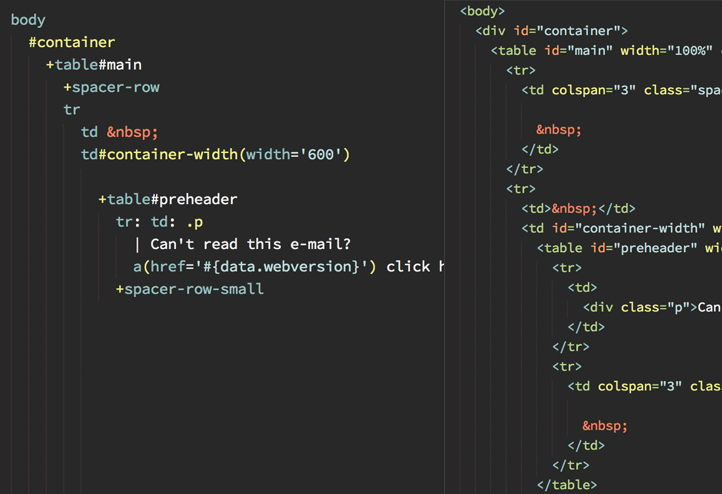 body
#container
+table#main
+spacer-row
tr
td &nbsp;
td#container-width(width='600')
+table#preheader
tr: td: .p
| Can't read this e-mail?
a(href='#{data.webversion}') click
+spacer-row-small
<body>
<div id="container">
<table id="main" width="100%"
<tr>
<td colspan="3" class="spa
&nbsp;
</td>
</tr>
<tr>
<td>&nbsp;</td>
<td id="container-width" w
<table id="preheader" wi
<tr>
<td>
<div class="p">Can
</td>
</tr>
<tr>
<td colspan="3" clas
&nbsp;
</td>
</tr>
</table>